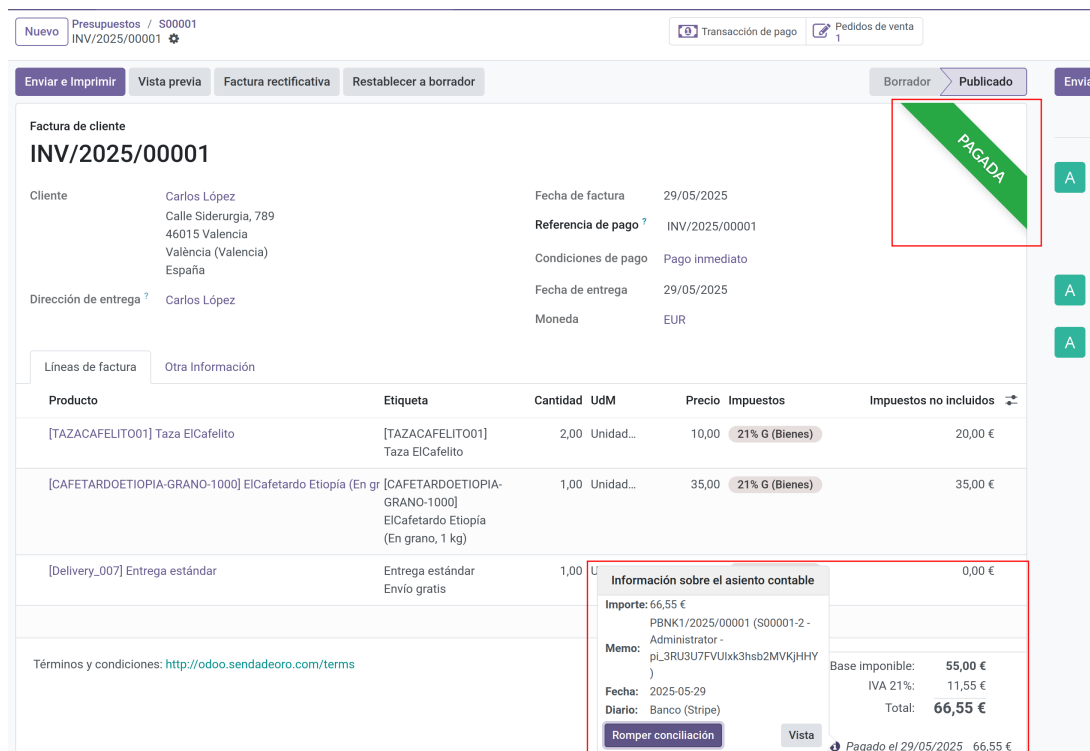 Nuevo
Presupuestos / S00001
INV/2025/00001
Transacción de pago
Pedidos de venta
1
Enviar e Imprimir
Vista previa
Factura rectificativa
Restablecer a borrador
Borrador
Publicado
Factura de cliente
INV/2025/00001
PAGADA
A
Cliente
Carlos López
Calle Siderurgia, 789
46015 Valencia
València (Valencia)
España
Dirección de entrega ?
Carlos López
Fecha de factura
29/05/2025
Referencia de pago ?
INV/2025/00001
Condiciones de pago
Pago inmediato
Fecha de entrega
29/05/2025
Moneda
EUR
A
A
Líneas de factura
Otra Información
Producto
Etiqueta
Cantidad
UdM
Precio
Impuestos
Impuestos no incluidos
[TAZACAFELITO01] Taza ElCafelito
[TAZACAFELITO01]
Taza ElCafelito
2,00
Unidad...
10,00
21% G (Bienes)
20,00 €
[CAFETARDOETIOPIA-GRANO-1000] ElCafetardo Etiopía (En gr
[CAFETARDOETIOPIA-
GRANO-1000]
ElCafetardo Etiopía
(En grano, 1 kg)
1,00
Unidad...
35,00
21% G (Bienes)
35,00 €
[Delivery_007] Entrega estándar
Entrega estándar
Envío gratis
1,00
0,00 €
Información sobre el asiento contable
Importe: 66,55 €
Memo:
PBNK1/2025/00001 (S00001-2 -
Administrator -
pi_3RU3U7FVUIxk3hsb2MVKjHHY
)
Fecha: 2025-05-29
Diario: Banco (Stripe)
Romper conciliación
Vista
Términos y condiciones: http://odoo.sendadeoro.com/terms
Base imponible: 55,00 €
IVA 21%: 11,55 €
Total: 66,55 €
Pagado el 29/05/2025 66,55 €